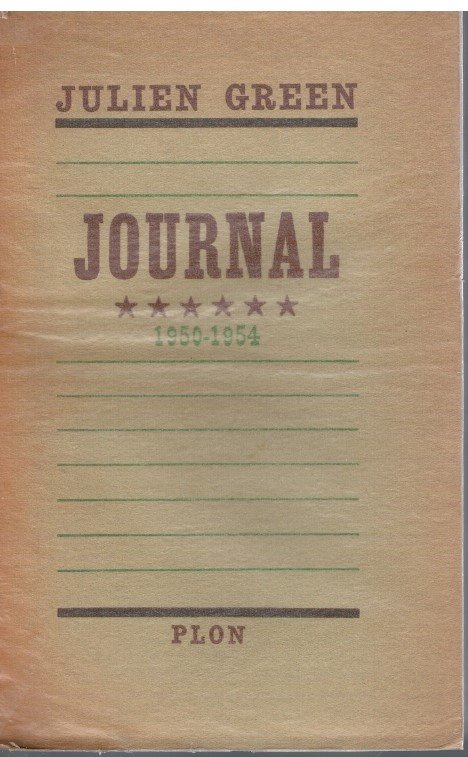 JULIEN GREEN
JOURNAL
★★★★★★
1950-1954
PLON